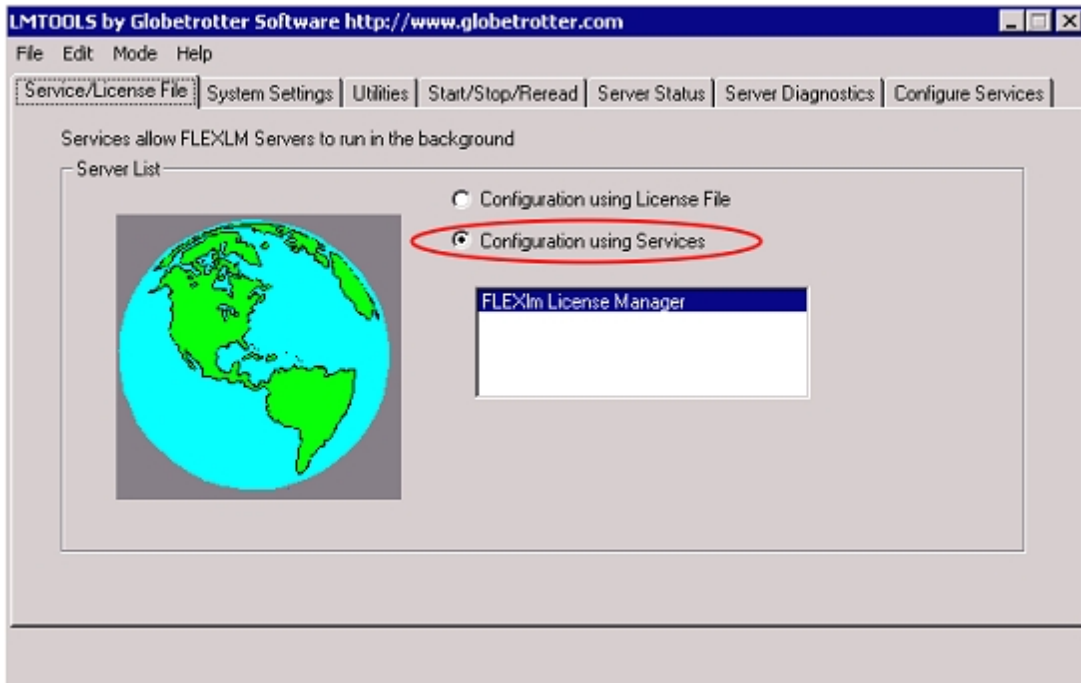 LMTOOLS by Globetrotter Software http://www.globetrotter.com
File Edit Mode Help
Service/License File System Settings Utilities Start/Stop/Reread Server Status Server Diagnostics Configure Services
Services allow FLEXLM Servers to run in the background
Server List
Configuration using License File
Configuration using Services
FLEXlm License Manager